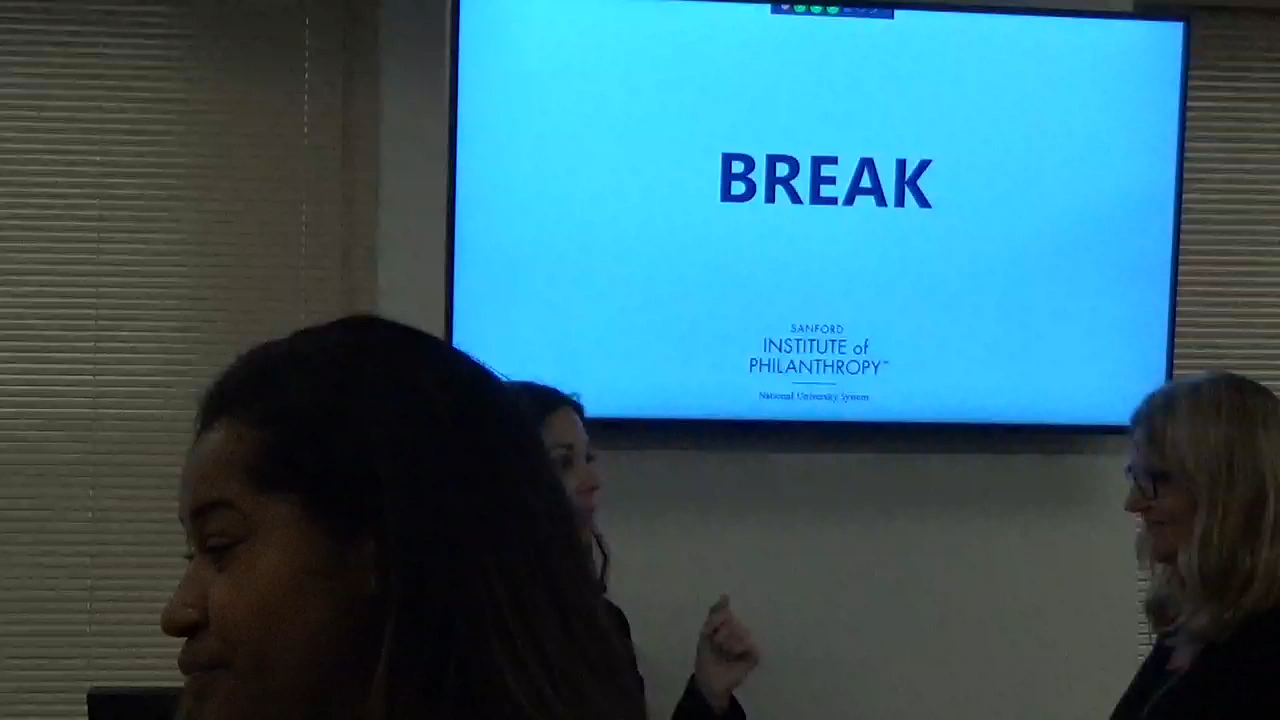 BREAK
SANFORD
INSTITUTE of
PHILANTHROPY™
National University System